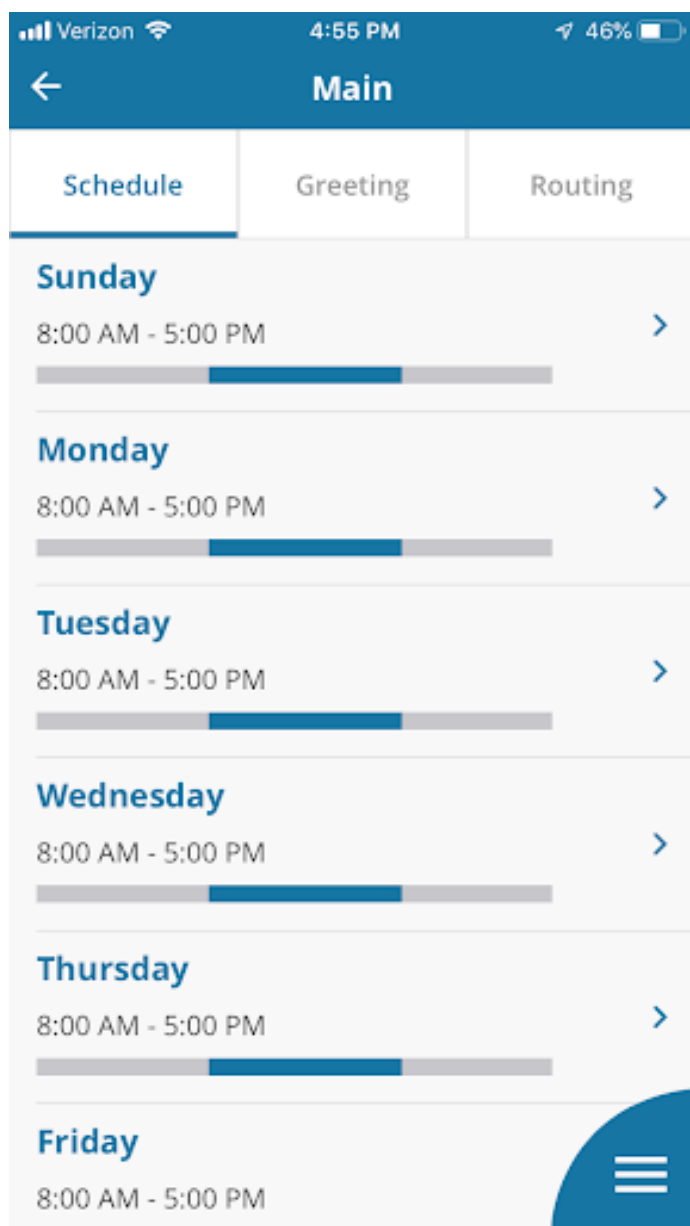 Verizon 4:55 PM 46%
Main
Schedule Greeting Routing
Sunday
8:00 AM - 5:00 PM
Monday
8:00 AM - 5:00 PM
Tuesday
8:00 AM - 5:00 PM
Wednesday
8:00 AM - 5:00 PM
Thursday
8:00 AM - 5:00 PM
Friday
8:00 AM - 5:00 PM